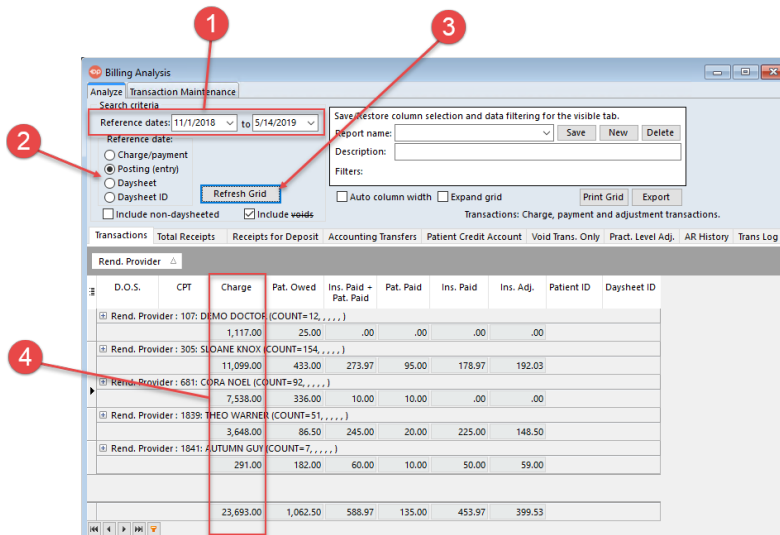 1
3
Billing Analysis
Analyze Transaction Maintenance
Search criteria
Reference dates: 11/1/2018 to 5/14/2019
Save/Restore column selection and data filtering for the visible tab.
2
Reference date:
Report name: Save New Delete
Charge/payment
Description:
Posting (entry)
Filters:
Daysheet
Daysheet ID
Refresh Grid
Auto column width Expand grid Print Grid Export
Include non-daysheeted Include voids
Transactions: Charge, payment and adjustment transactions.
Transactions Total Receipts Receipts for Deposit Accounting Transfers Patient Credit Account Void Trans. Only Pract. Level Adj. AR History Trans Log
Rend. Provider
D.O.S. CPT Charge Pat. Owed Ins. Paid + Pat. Paid Pat. Paid Ins. Paid Ins. Adj. Patient ID Daysheet ID
Rend. Provider : 107: DEMO DOCTOR (COUNT=12, , , , , )
1,117.00 25.00 .00 .00 .00 .00
Rend. Provider : 305: SLOANE KNOX (COUNT=154, , , , , )
4
11,099.00 433.00 273.97 95.00 178.97 192.03
Rend. Provider : 681: CORA NOEL (COUNT=92, , , , , )
7,538.00 336.00 10.00 10.00 .00 .00
Rend. Provider : 1839: THEO WARNER (COUNT=51, , , , , )
3,648.00 86.50 245.00 20.00 225.00 148.50
Rend. Provider : 1841: AUTUMN GUY (COUNT=7, , , , , )
291.00 182.00 60.00 10.00 50.00 59.00
23,693.00 1,062.50 588.97 135.00 453.97 399.53